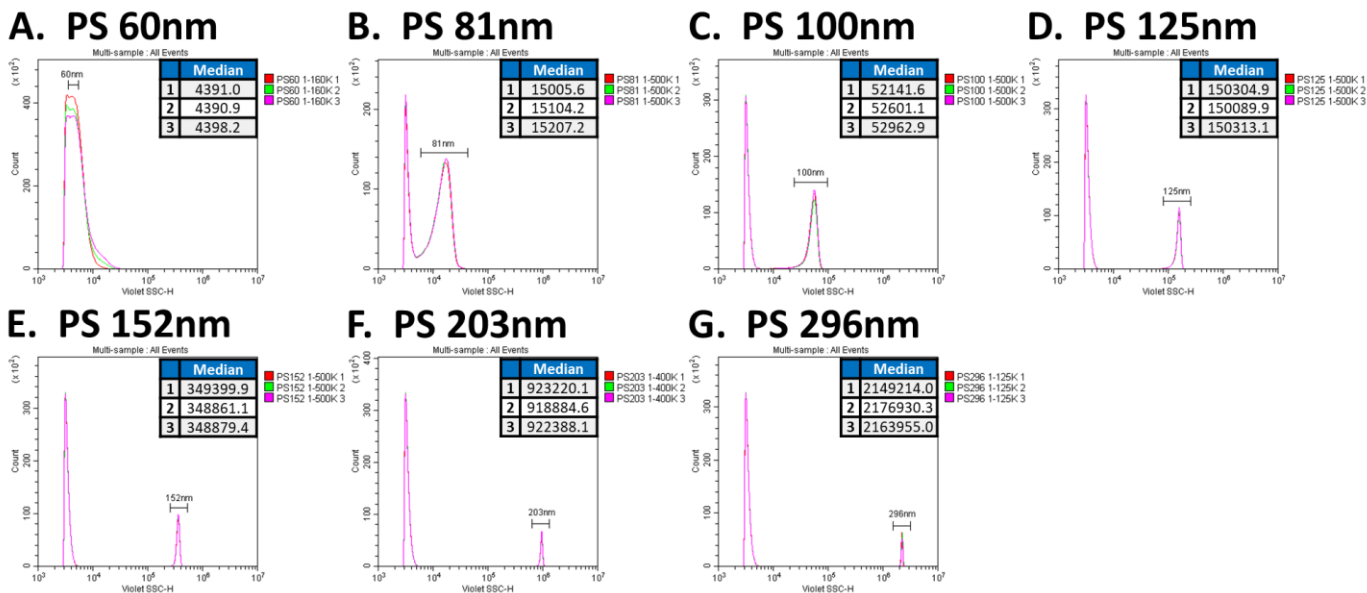 A. PS 60nm
Multi-sample : All Events
(x 10²)
Count
400
200
0
60nm
Median
1 4391.0
2 4390.9
3 4398.2
PS60 1-160K 1
PS60 1-160K 2
PS60 1-160K 3
10³ 10⁴ 10⁵ 10⁶ 10⁷
Violet SSC-H
B. PS 81nm
Multi-sample : All Events
(x 10²)
Count
200
100
0
81nm
Median
1 15005.6
2 15104.2
3 15207.2
PS81 1-500K 1
PS81 1-500K 2
PS81 1-500K 3
10³ 10⁴ 10⁵ 10⁶ 10⁷
Violet SSC-H
C. PS 100nm
Multi-sample : All Events
(x 10²)
Count
300
200
100
0
100nm
Median
1 52141.6
2 52601.1
3 52962.9
PS100 1-500K 1
PS100 1-500K 2
PS100 1-500K 3
10³ 10⁴ 10⁵ 10⁶ 10⁷
Violet SSC-H
D. PS 125nm
Multi-sample : All Events
(x 10²)
Count
300
200
100
0
125nm
Median
1 150304.9
2 150089.9
3 150313.1
PS125 1-500K 1
PS125 1-500K 2
PS125 1-500K 3
10³ 10⁴ 10⁵ 10⁶ 10⁷
Violet SSC-H
E. PS 152nm
Multi-sample : All Events
(x 10²)
Count
300
200
100
0
152nm
Median
1 349399.9
2 348861.1
3 348879.4
PS152 1-500K 1
PS152 1-500K 2
PS152 1-500K 3
10³ 10⁴ 10⁵ 10⁶ 10⁷
Violet SSC-H
F. PS 203nm
Multi-sample : All Events
(x 10²)
Count
400
300
200
100
0
203nm
Median
1 923220.1
2 918884.6
3 922388.1
PS203 1-400K 1
PS203 1-400K 2
PS203 1-400K 3
10³ 10⁴ 10⁵ 10⁶ 10⁷
Violet SSC-H
G. PS 296nm
Multi-sample : All Events
(x 10²)
Count
300
200
100
0
296nm
Median
1 2149214.0
2 2176930.3
3 2163955.0
PS296 1-125K 1
PS296 1-125K 2
PS296 1-125K 3
10³ 10⁴ 10⁵ 10⁶ 10⁷
Violet SSC-H